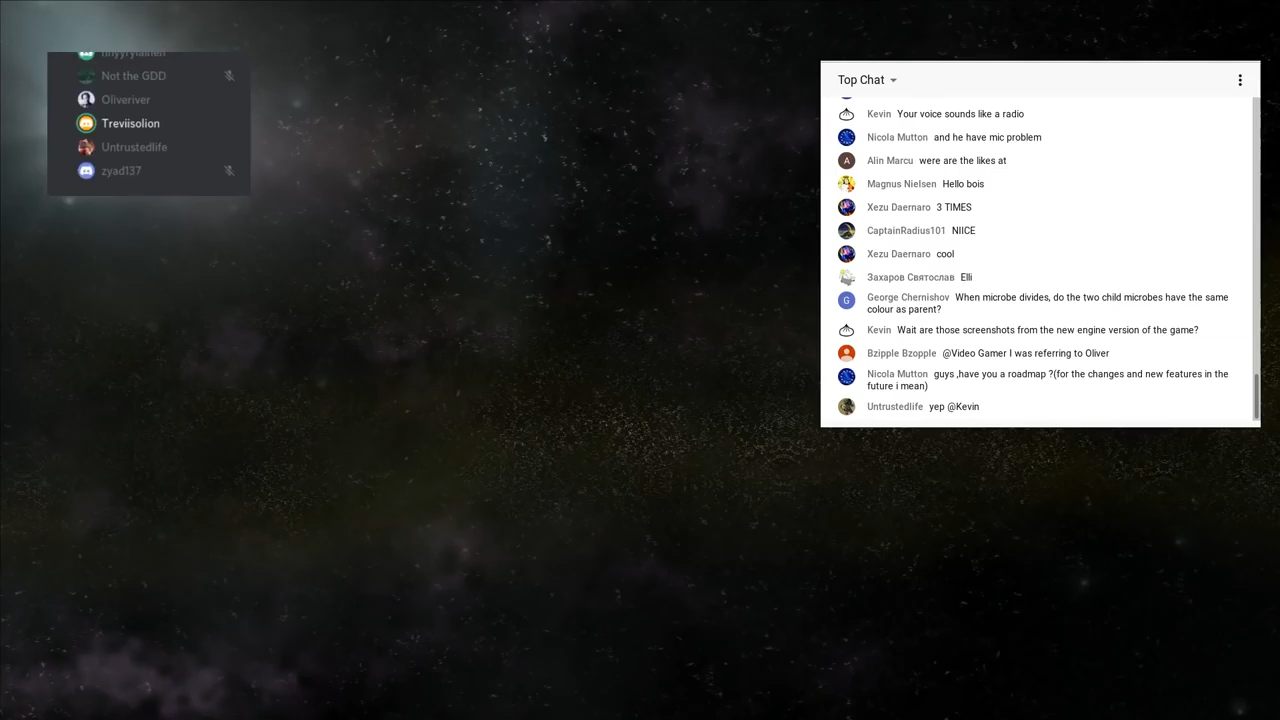 Not the GDD
Oliveriver
Treviisolion
Untrustedlife
zyad137
Top Chat
Kevin Your voice sounds like a radio
Nicola Mutton and he have mic problem
A Alin Marcu were are the likes at
Magnus Nielsen Hello bois
Xezu Daernaro 3 TIMES
CaptainRadius101 NIICE
Xezu Daernaro cool
Захаров Святослав Elli
G George Chernishov When microbe divides, do the two child microbes have the same
colour as parent?
Kevin Wait are those screenshots from the new engine version of the game?
Bzipple Bzopple @Video Gamer I was referring to Oliver
Nicola Mutton guys ,have you a roadmap ?(for the changes and new features in the
future i mean)
Untrustedlife yep @Kevin